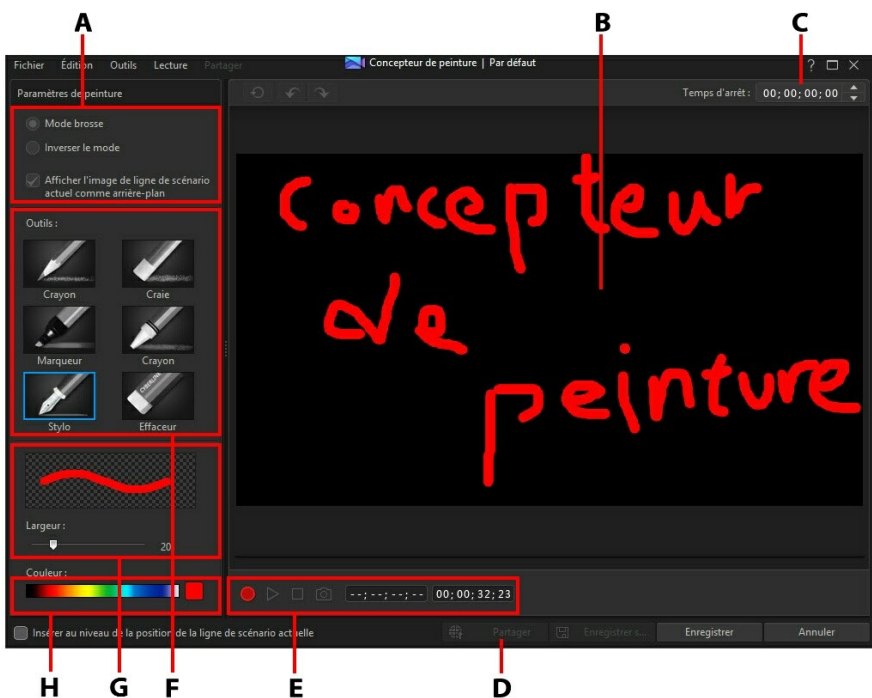 A B C
Fichier Édition Outils Lecture Partager Concepteur de peinture | Par défaut ?
Paramètres de peinture Temps d'arrêt : 00;00;00;00
Mode brosse
Inverser le mode
Afficher l'image de ligne de scénario
actuel comme arrière-plan
Outils :
Crayon Craie
Marqueur Crayon
CYBERLINK
Stylo Effaceur
Concepteur
de
peinture
Largeur :
20
Couleur :
--;--;--;-- 00;00;32;23
Insérer au niveau de la position de la ligne de scénario actuelle Partager Enregistrer s... Enregistrer Annuler
H G F E D